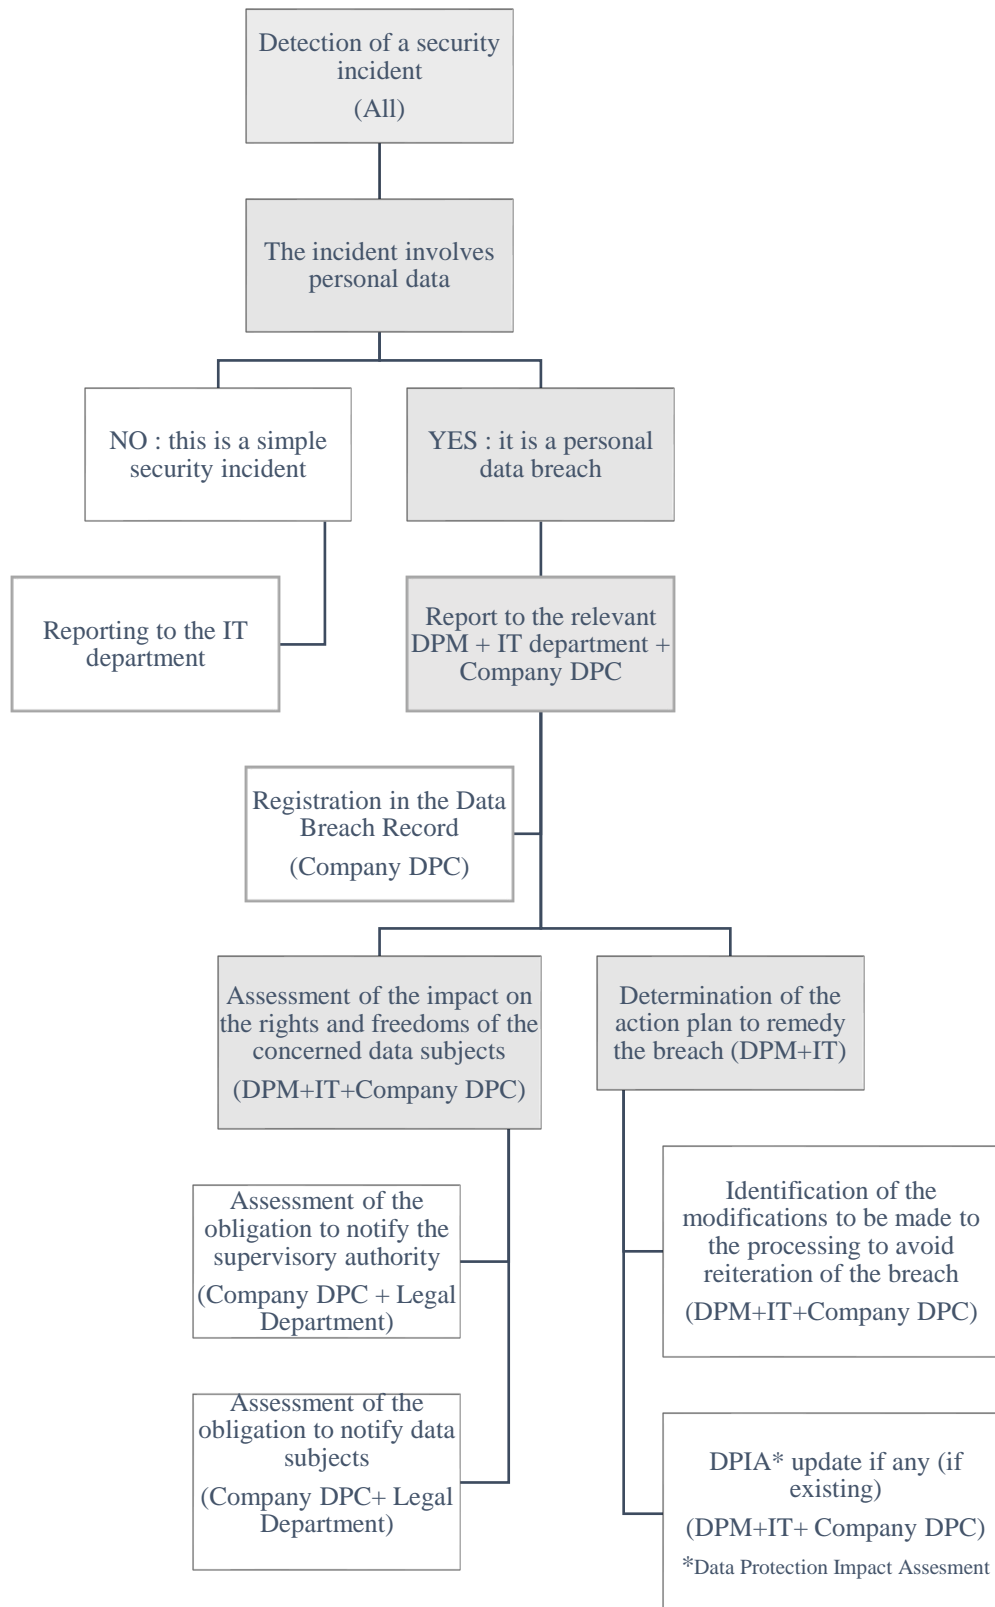 Detection of a security
incident
(All)
The incident involves
personal data
NO : this is a simple
security incident
YES : it is a personal
data breach
Reporting to the IT
department
Report to the relevant
DPM + IT department +
Company DPC
Registration in the Data
Breach Record
(Company DPC)
Assessment of the impact on
the rights and freedoms of the
concerned data subjects
(DPM+IT+Company DPC)
Determination of the
action plan to remedy
the breach (DPM+IT)
Assessment of the
obligation to notify the
supervisory authority
(Company DPC + Legal
Department)
Identification of the
modifications to be made to
the processing to avoid
reiteration of the breach
(DPM+IT+Company DPC)
Assessment of the
obligation to notify data
subjects
(Company DPC+ Legal
Department)
DPIA* update if any (if
existing)
(DPM+IT+ Company DPC)
*Data Protection Impact Assesment